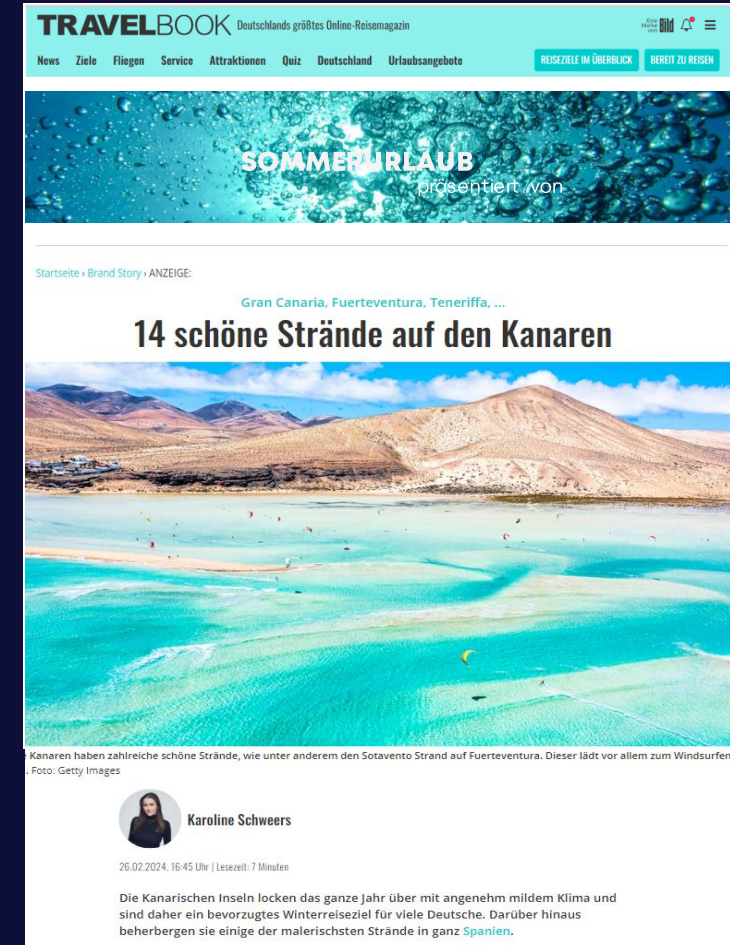 TRAVELBOOK Deutschlands größtes Online-Reisemagazin
Eine Marke von Bild
News Ziele Fliegen Service Attraktionen Quiz Deutschland Urlaubsangebote
REISEZIELE IM ÜBERBLICK BEREIT ZU REISEN
SOMMERURLAUB
präsentiert von
Startseite › Brand Story › ANZEIGE:
Gran Canaria, Fuerteventura, Teneriffa, ...
14 schöne Strände auf den Kanaren
Kanaren haben zahlreiche schöne Strände, wie unter anderem den Sotavento Strand auf Fuerteventura. Dieser lädt vor allem zum Windsurfen
. Foto: Getty Images
Karoline Schweers
26.02.2024, 16:45 Uhr | Lesezeit: 7 Minuten
Die Kanarischen Inseln locken das ganze Jahr über mit angenehm mildem Klima und
sind daher ein bevorzugtes Winterreiseziel für viele Deutsche. Darüber hinaus
beherbergen sie einige der malerischsten Strände in ganz Spanien.